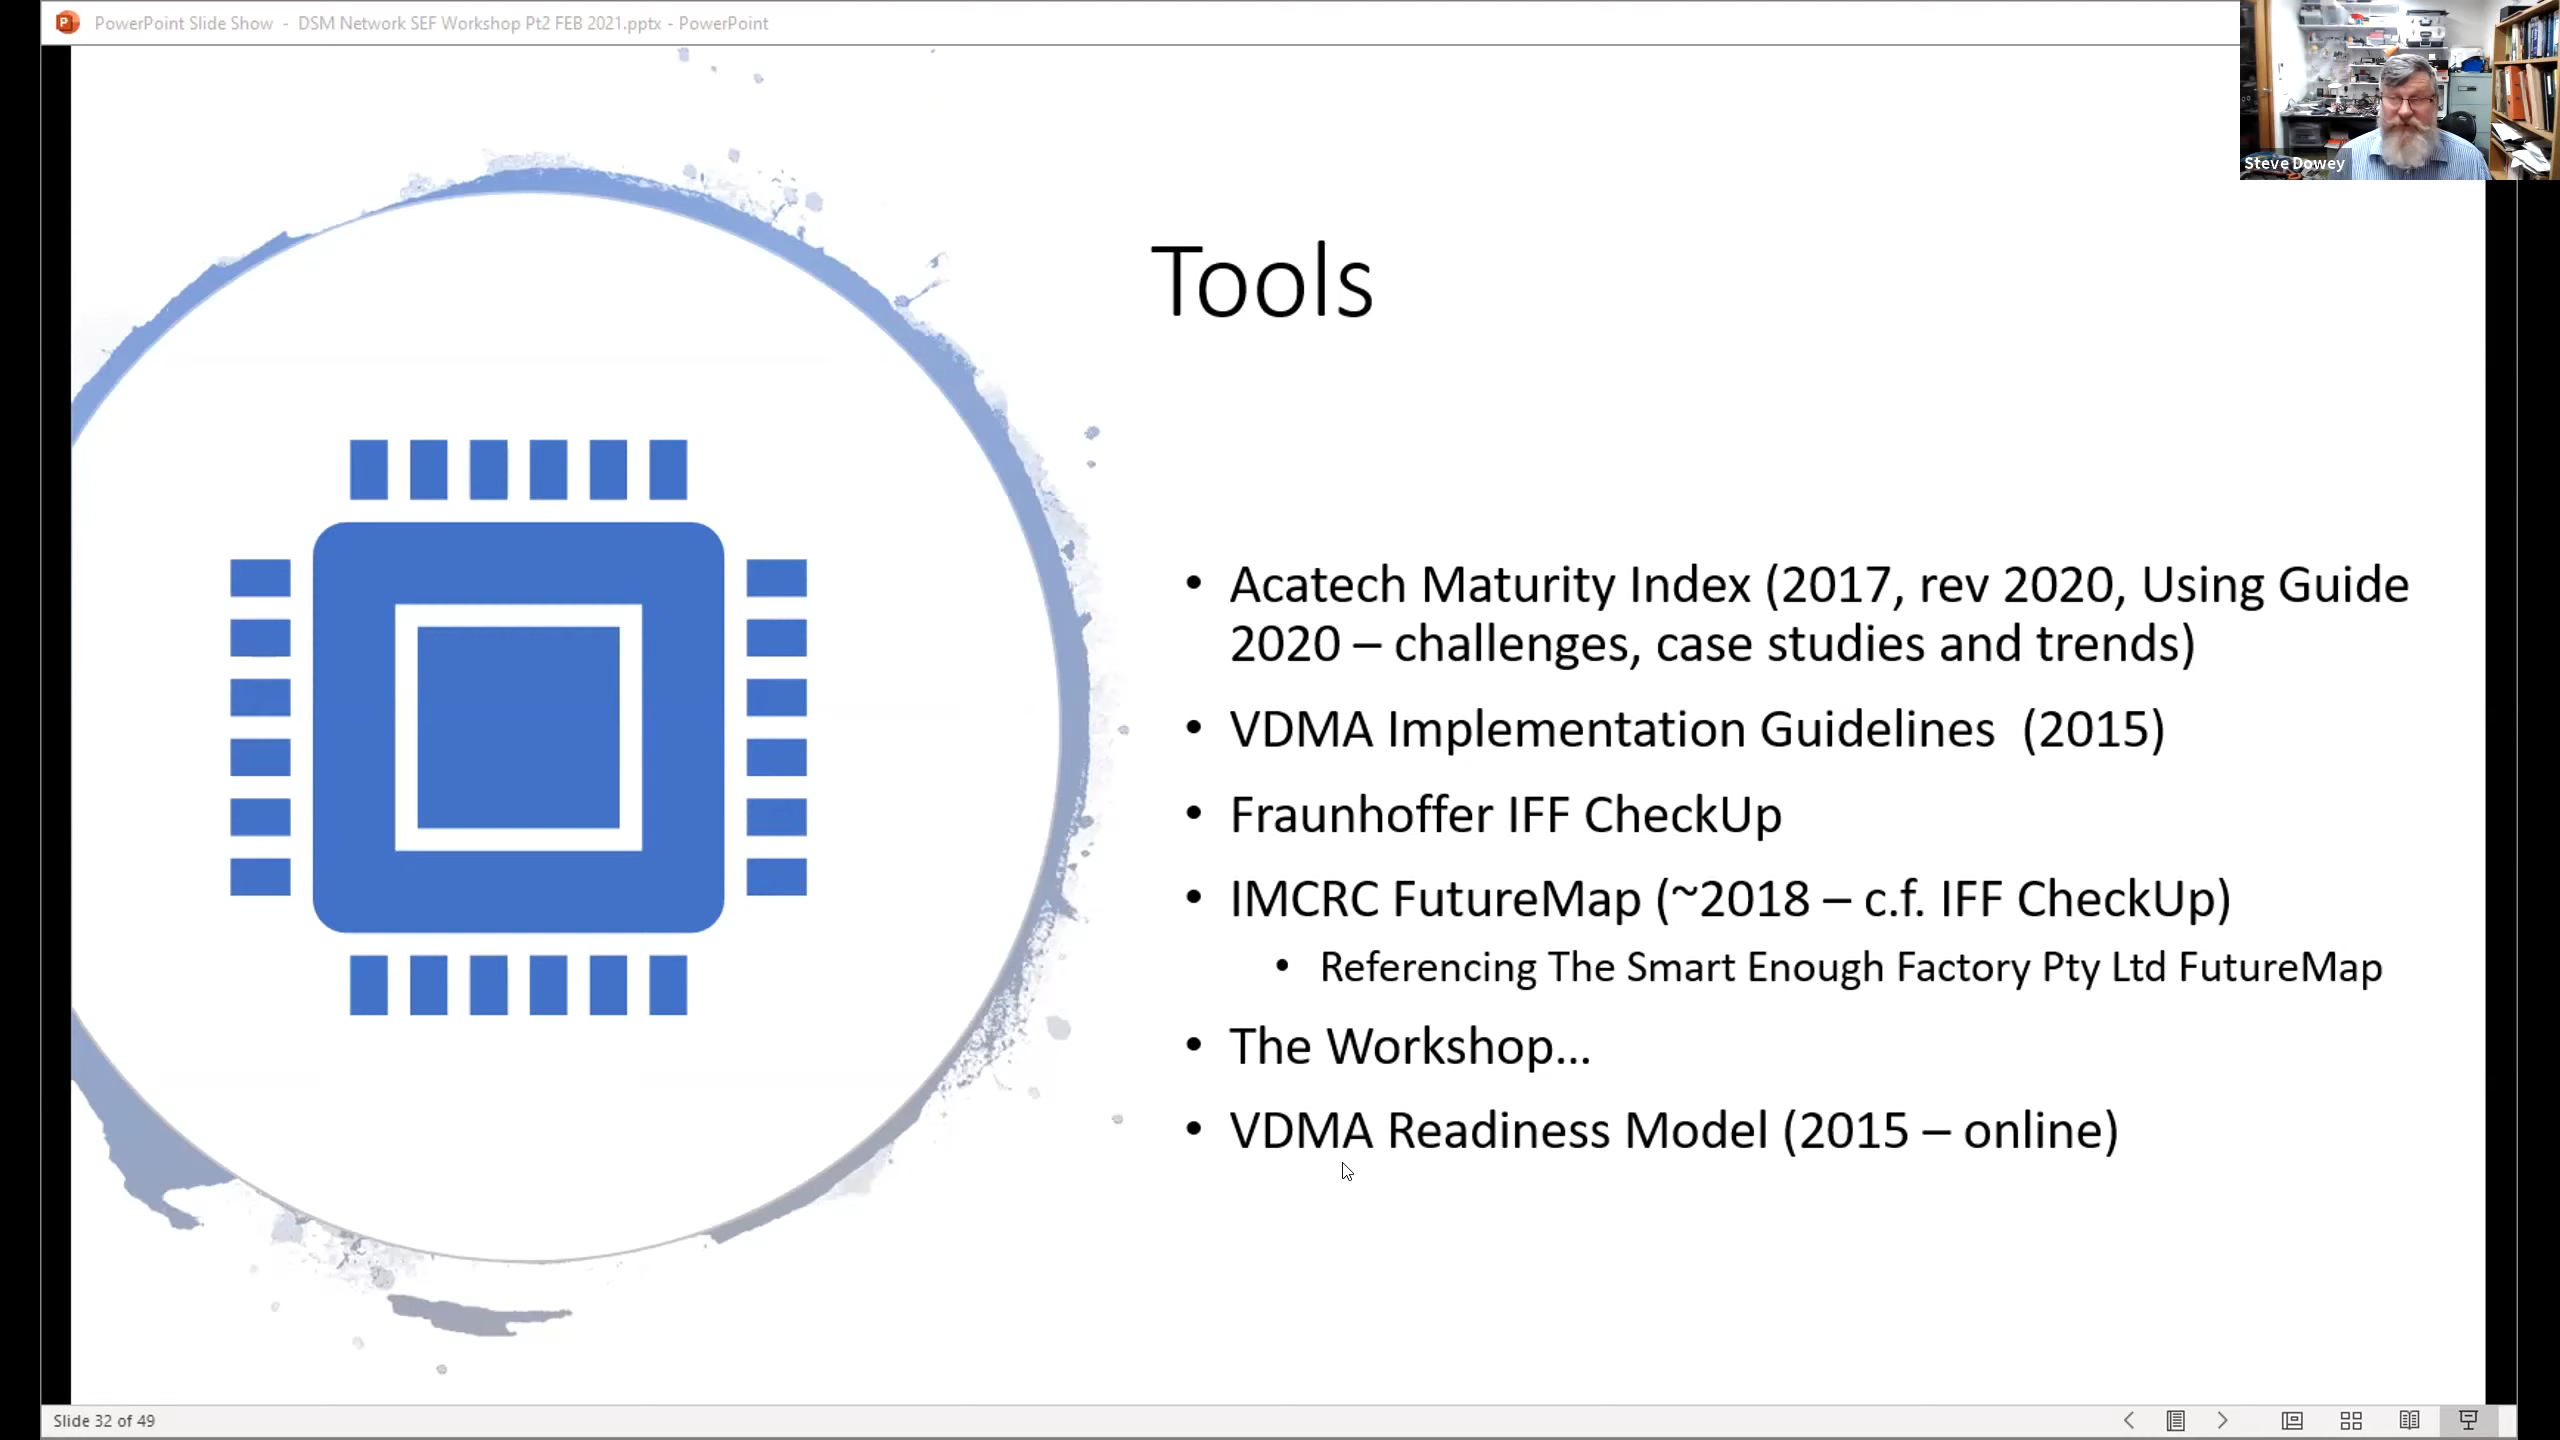 PowerPoint Slide Show - DSM Network SEF Workshop Pt2 FEB 2021.pptx - PowerPoint
Steve Dowey
Tools
• Acatech Maturity Index (2017, rev 2020, Using Guide
2020 – challenges, case studies and trends)
• VDMA Implementation Guidelines (2015)
• Fraunhoffer IFF CheckUp
• IMCRC FutureMap (~2018 – c.f. IFF CheckUp)
• Referencing The Smart Enough Factory Pty Ltd FutureMap
• The Workshop...
• VDMA Readiness Model (2015 – online)
Slide 32 of 49